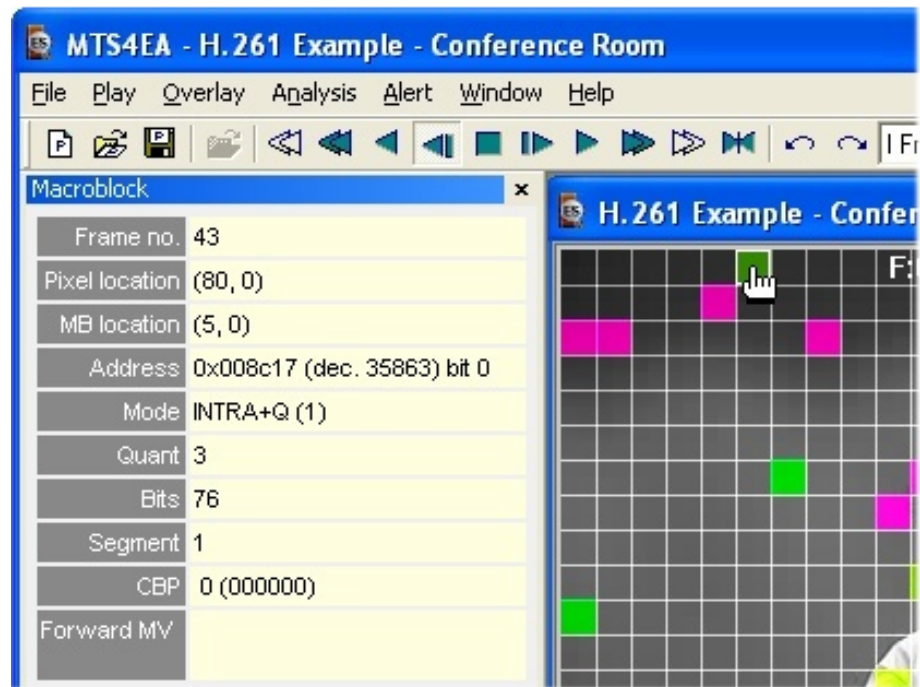 MTS4EA - H.261 Example - Conference Room
File Play Overlay Analysis Alert Window Help
P P I Fr
Macroblock
H.261 Example - Confer
Frame no. 43
F:
Pixel location (80, 0)
MB location (5, 0)
Address 0x008c17 (dec. 35863) bit 0
Mode INTRA+Q (1)
Quant 3
Bits 76
Segment 1
CBP 0 (000000)
Forward MV